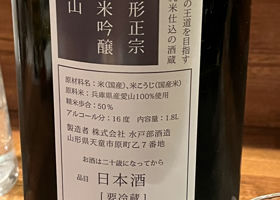 の王道を目指す
純米仕込の酒蔵
形正宗
米吟醸
山
原材料名:米(国産)、米こうじ(国産米)
原料米:兵庫県産愛山100%使用
精米歩合:50%
アルコール分:16度 内容量:1.8L
製造者 株式会社 水戸部酒造
山形県天童市原町乙7番地
お酒は二十歳になってから
品目 日本酒
[要冷蔵]